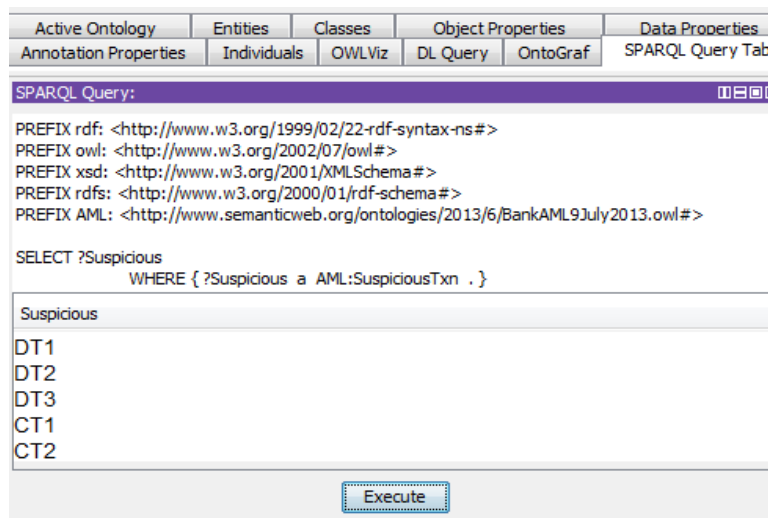 Active Ontology Entities Classes Object Properties Data Properties
Annotation Properties Individuals OWLViz DL Query OntoGraf SPARQL Query Tab
SPARQL Query:
PREFIX rdf: <http://www.w3.org/1999/02/22-rdf-syntax-ns#>
PREFIX owl: <http://www.w3.org/2002/07/owl#>
PREFIX xsd: <http://www.w3.org/2001/XMLSchema#>
PREFIX rdfs: <http://www.w3.org/2000/01/rdf-schema#>
PREFIX AML: <http://www.semanticweb.org/ontologies/2013/6/BankAML9July2013.owl#>
SELECT ?Suspicious
WHERE { ?Suspicious a AML:SuspiciousTxn . }
Suspicious
DT1
DT2
DT3
CT1
CT2
Execute